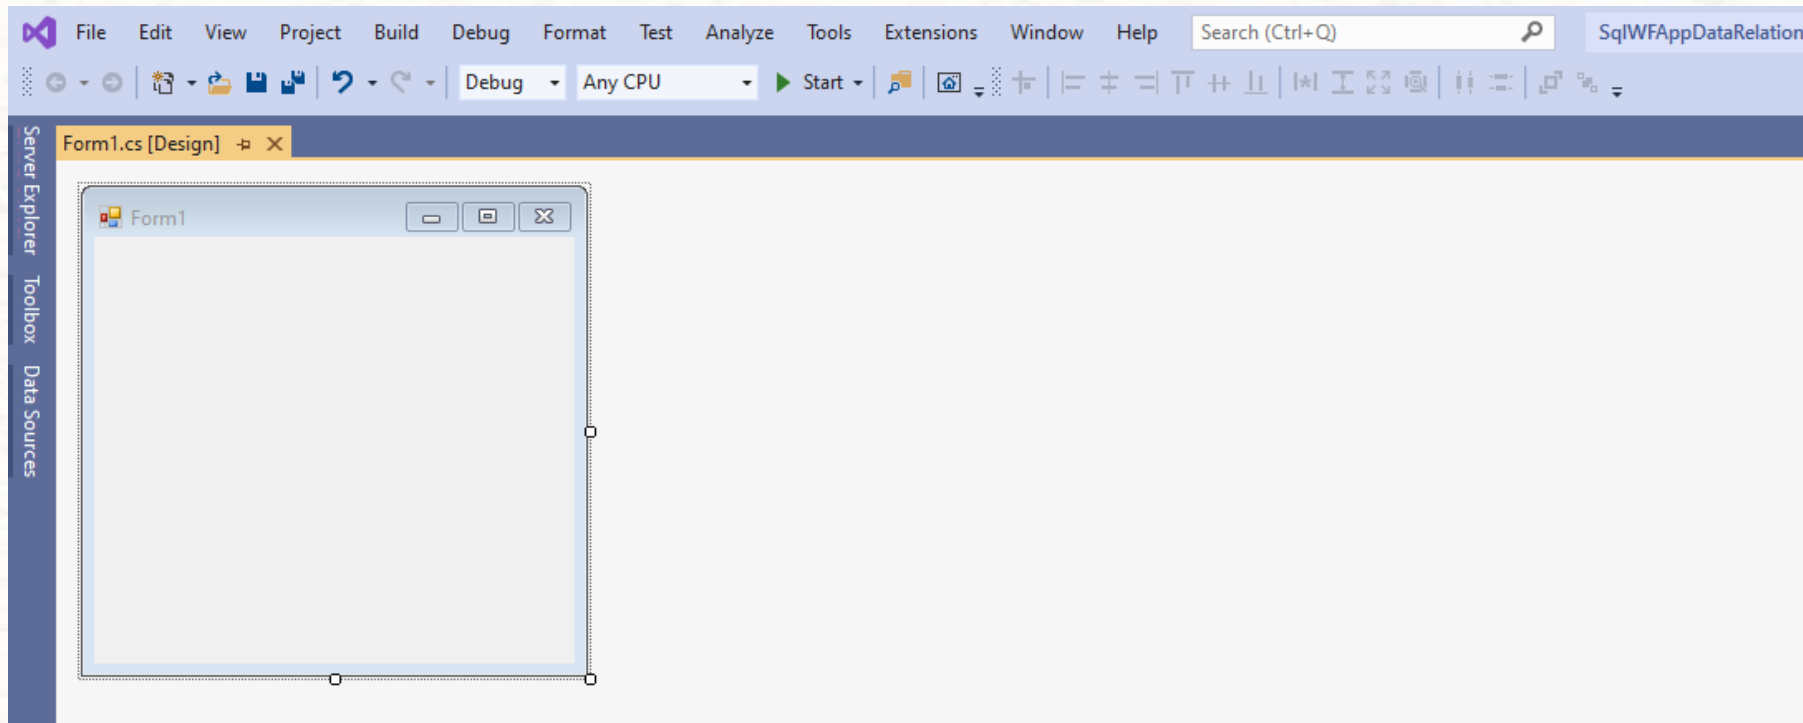 File Edit View Project Build Debug Format Test Analyze Tools Extensions Window Help Search (Ctrl+Q) SqlWFAppDataRelation
Debug Any CPU Start
Form1.cs [Design]
Server Explorer
Toolbox
Data Sources
Form1